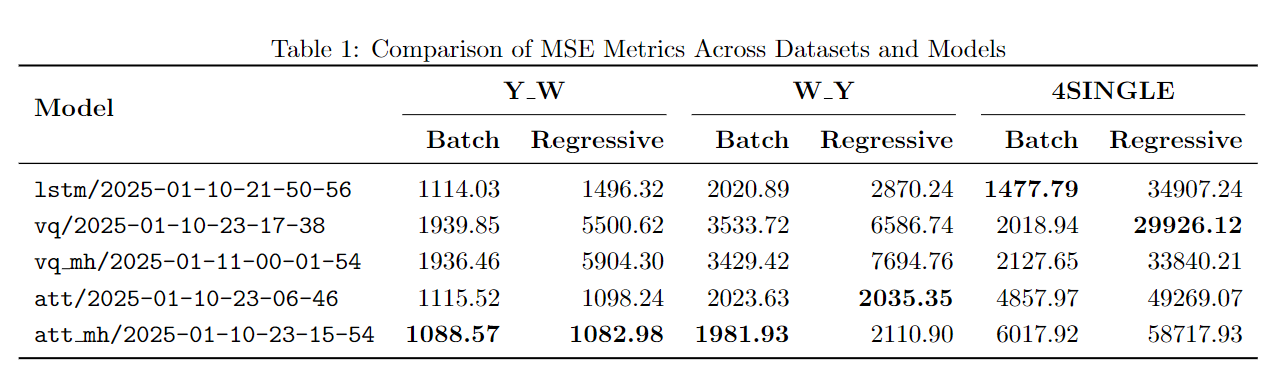 Table 1: Comparison of MSE Metrics Across Datasets and Models
Model Y_W W_Y 4SINGLE
Batch Regressive Batch Regressive Batch Regressive
lstm/2025-01-10-21-50-56 1114.03 1496.32 2020.89 2870.24 1477.79 34907.24
vq/2025-01-10-23-17-38 1939.85 5500.62 3533.72 6586.74 2018.94 29926.12
vq_mh/2025-01-11-00-01-54 1936.46 5904.30 3429.42 7694.76 2127.65 33840.21
att/2025-01-10-23-06-46 1115.52 1098.24 2023.63 2035.35 4857.97 49269.07
att_mh/2025-01-10-23-15-54 1088.57 1082.98 1981.93 2110.90 6017.92 58717.93